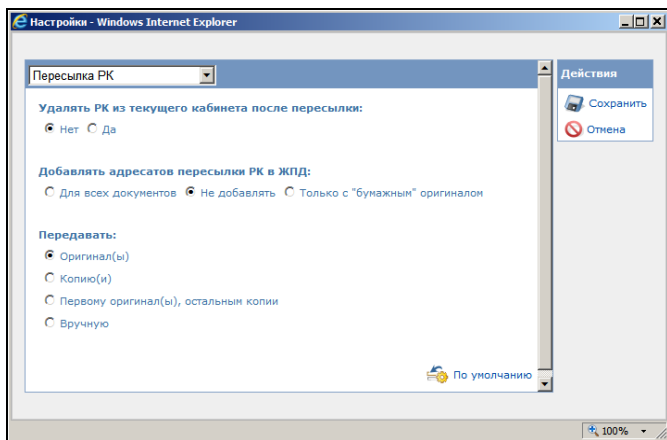 Настройки - Windows Internet Explorer
Пересылка РК
Действия
Сохранить
Отмена
Удалять РК из текущего кабинета после пересылки:
Нет Да
Добавлять адресатов пересылки РК в ЖПД:
Для всех документов Не добавлять Только с "бумажным" оригиналом
Передавать:
Оригинал(ы)
Копию(и)
Первому оригинал(ы), остальным копии
Вручную
По умолчанию
100%